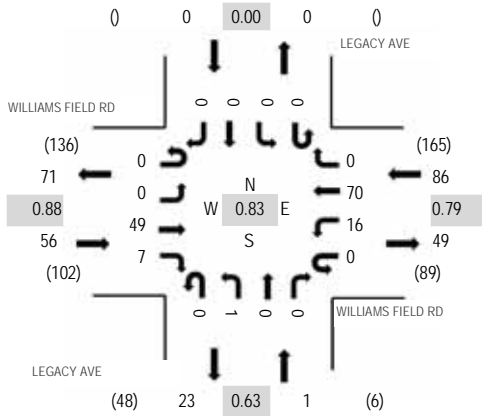 () 0 0.00 0 ()
LEGACY AVE
WILLIAMS FIELD RD
0 0 0 0
(136) (165)
0 0
71 86
N
0 70
0.88 W 0.83 E 0.79
49 16
56 S 49
7 0
(102) (89)
0 1 0 0
WILLIAMS FIELD RD
LEGACY AVE
(48) 23 0.63 1 (6)